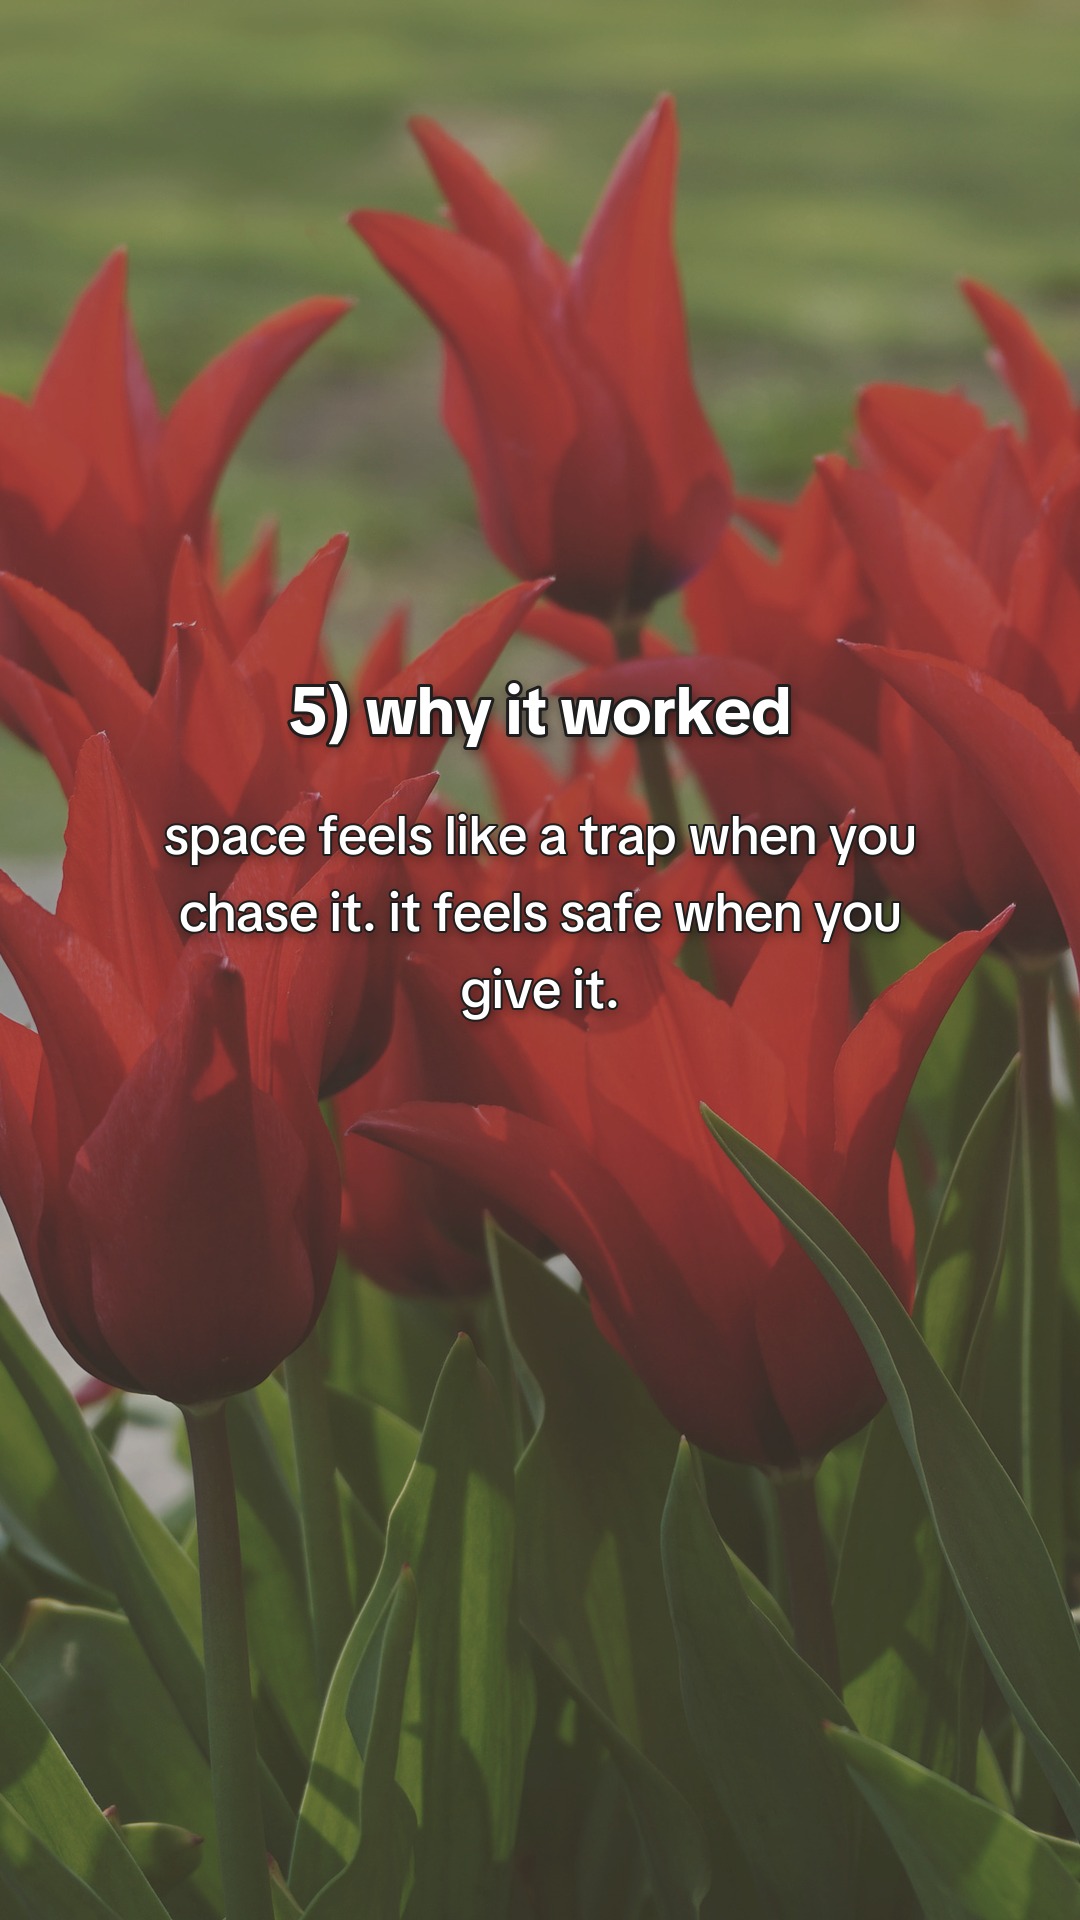 5) why it worked
space feels like a trap when you
chase it. it feels safe when you
give it.